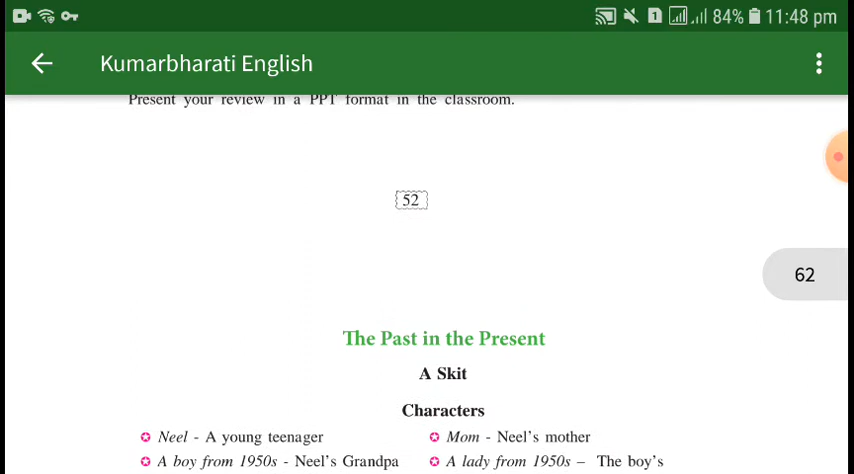 1 84% 11:48 pm
Kumarbharati English
Present your review in a PPT format in the classroom.
52
62
The Past in the Present
A Skit
Characters
Neel - A young teenager Mom - Neel's mother
A boy from 1950s - Neel's Grandpa A lady from 1950s – The boy's